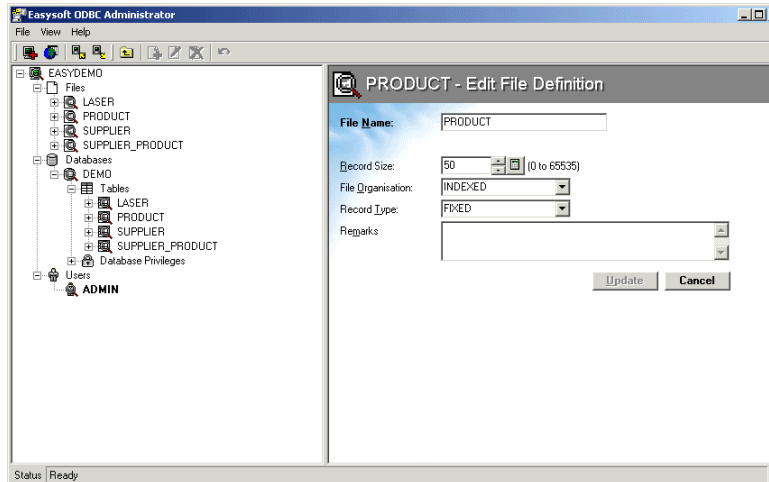 Easysoft ODBC Administrator
File View Help
EASYDEMO
Files
LASER
PRODUCT
SUPPLIER
SUPPLIER_PRODUCT
Databases
DEMO
Tables
LASER
PRODUCT
SUPPLIER
SUPPLIER_PRODUCT
Database Privileges
Users
ADMIN
PRODUCT - Edit File Definition
File Name: PRODUCT
Record Size: 50 (0 to 65535)
File Organisation: INDEXED
Record Type: FIXED
Remarks
Update Cancel
Status Ready